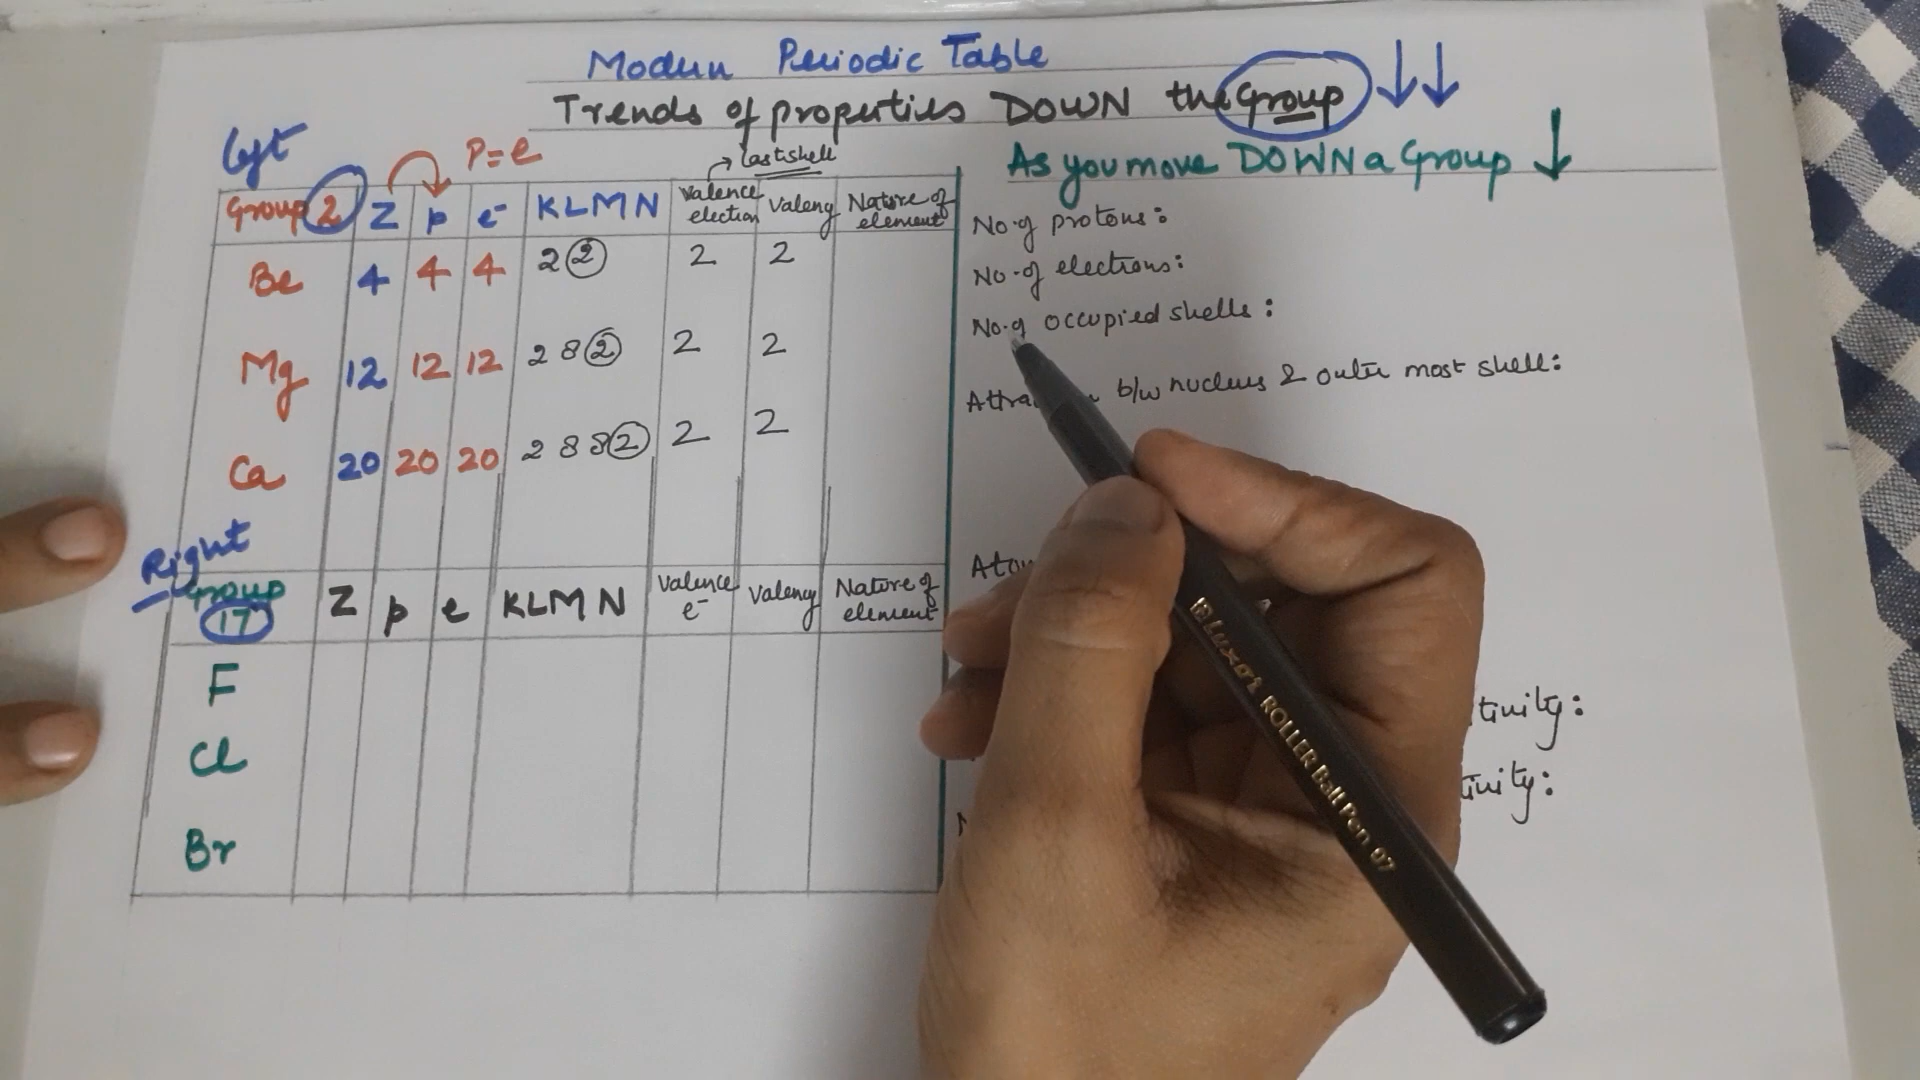 Modern Periodic Table
Trends of properties DOWN the Group
As you move DOWN a Group
Left
P=e
last shell
Group 2 Z p e- KLMN Valence election Valency Nature of element
Be 4 4 4 2 2 2 2
Mg 12 12 12 2 8 2 2 2
Ca 20 20 20 2 8 8 2 2 2
Right
Group 17 Z p e KLMN Valence e- Valency Nature of element
F
Cl
Br
No. of protons:
No. of electrons:
No. of occupied shells:
b/w nucleus & outer most shell:
Luxor ROLLER Ball Pen 07